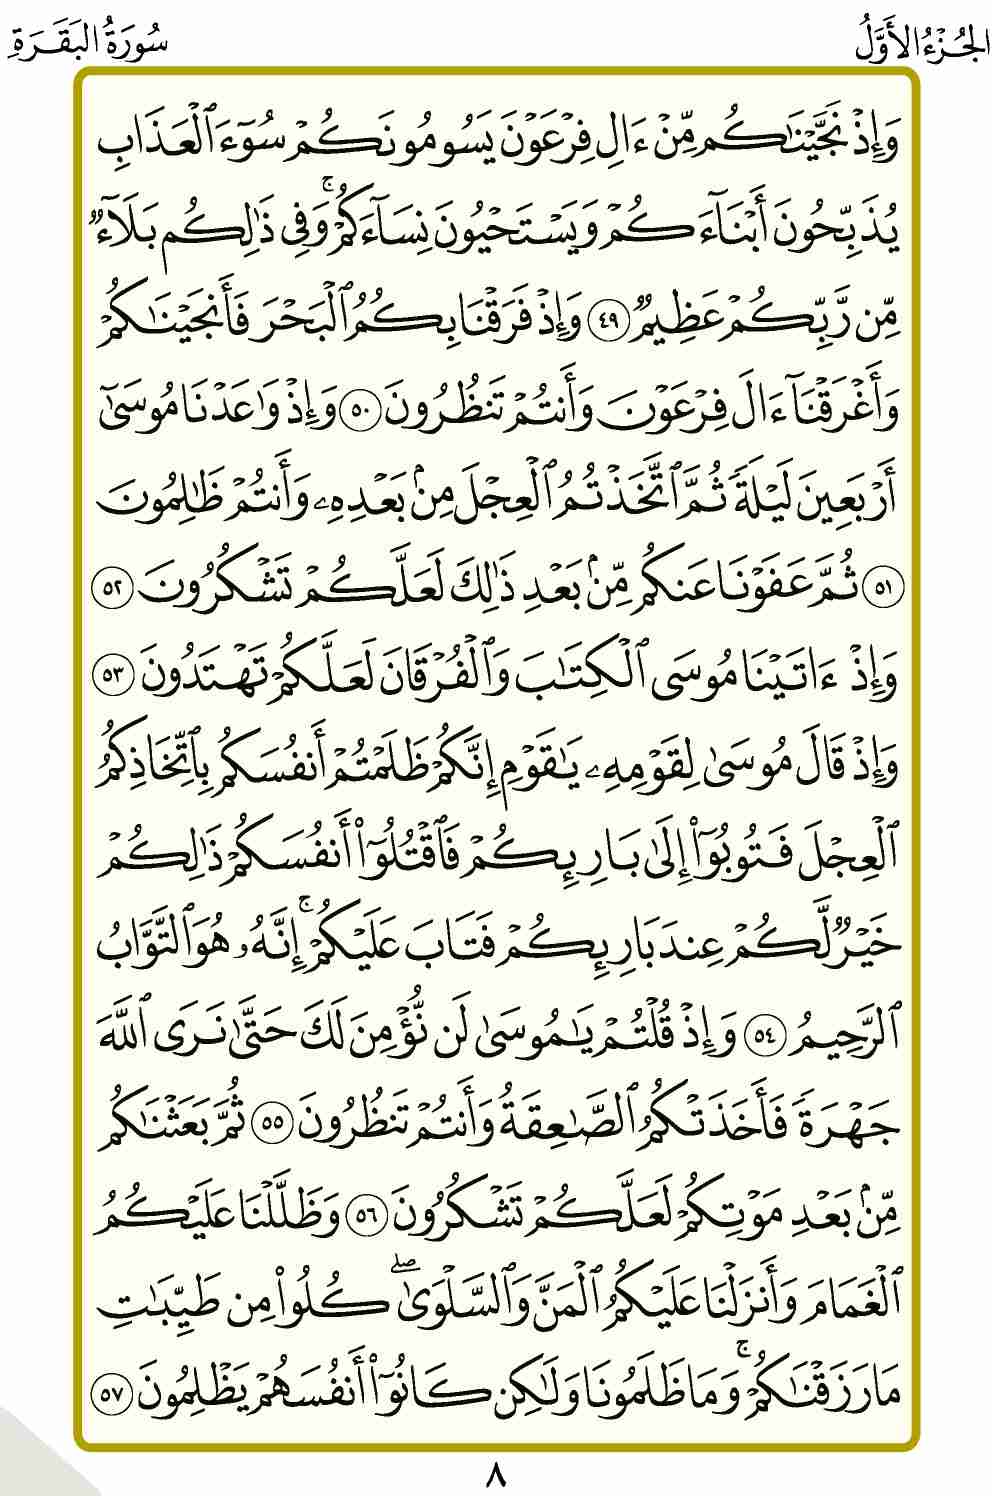 الجُزْءُ الأَوَّلُ
سُورَةُ البَقَرَةِ
وَإِذْ نَجَّيْنَٰكُم مِّنْ ءَالِ فِرْعَوْنَ يَسُومُونَكُمْ سُوٓءَ ٱلْعَذَابِ
يُذَبِّحُونَ أَبْنَآءَكُمْ وَيَسْتَحْيُونَ نِسَآءَكُمْ ۚ وَفِي ذَٰلِكُم بَلَآءٌ
مِّن رَّبِّكُمْ عَظِيمٌ ٤٩ وَإِذْ فَرَقْنَا بِكُمُ ٱلْبَحْرَ فَأَنجَيْنَٰكُمْ
وَأَغْرَقْنَآ ءَالَ فِرْعَوْنَ وَأَنتُمْ تَنظُرُونَ ٥٠ وَإِذْ وَٰعَدْنَا مُوسَىٰٓ
أَرْبَعِينَ لَيْلَةً ثُمَّ ٱتَّخَذْتُمُ ٱلْعِجْلَ مِنۢ بَعْدِهِۦ وَأَنتُمْ ظَٰلِمُونَ
٥١ ثُمَّ عَفَوْنَا عَنكُم مِّنۢ بَعْدِ ذَٰلِكَ لَعَلَّكُمْ تَشْكُرُونَ ٥٢
وَإِذْ ءَاتَيْنَا مُوسَى ٱلْكِتَٰبَ وَٱلْفُرْقَانَ لَعَلَّكُمْ تَهْتَدُونَ ٥٣
وَإِذْ قَالَ مُوسَىٰ لِقَوْمِهِۦ يَٰقَوْمِ إِنَّكُمْ ظَلَمْتُمْ أَنفُسَكُم بِٱتِّخَاذِكُمُ
ٱلْعِجْلَ فَتُوبُوٓا۟ إِلَىٰ بَارِئِكُمْ فَٱقْتُلُوٓا۟ أَنفُسَكُمْ ذَٰلِكُمْ
خَيْرٌ لَّكُمْ عِندَ بَارِئِكُمْ فَتَابَ عَلَيْكُمْ ۚ إِنَّهُۥ هُوَ ٱلتَّوَّابُ
ٱلرَّحِيمُ ٥٤ وَإِذْ قُلْتُمْ يَٰمُوسَىٰ لَن نُّؤْمِنَ لَكَ حَتَّىٰ نَرَى ٱللَّهَ
جَهْرَةً فَأَخَذَتْكُمُ ٱلصَّٰعِقَةُ وَأَنتُمْ تَنظُرُونَ ٥٥ ثُمَّ بَعَثْنَٰكُم
مِّنۢ بَعْدِ مَوْتِكُمْ لَعَلَّكُمْ تَشْكُرُونَ ٥٦ وَظَلَّلْنَا عَلَيْكُمُ
ٱلْغَمَامَ وَأَنزَلْنَا عَلَيْكُمُ ٱلْمَنَّ وَٱلسَّلْوَىٰ ۖ كُلُوا۟ مِن طَيِّبَٰتِ
مَا رَزَقْنَٰكُمْ ۚ وَمَا ظَلَمُونَا وَلَٰكِن كَانُوٓا۟ أَنفُسَهُمْ يَظْلِمُونَ ٥٧
٨